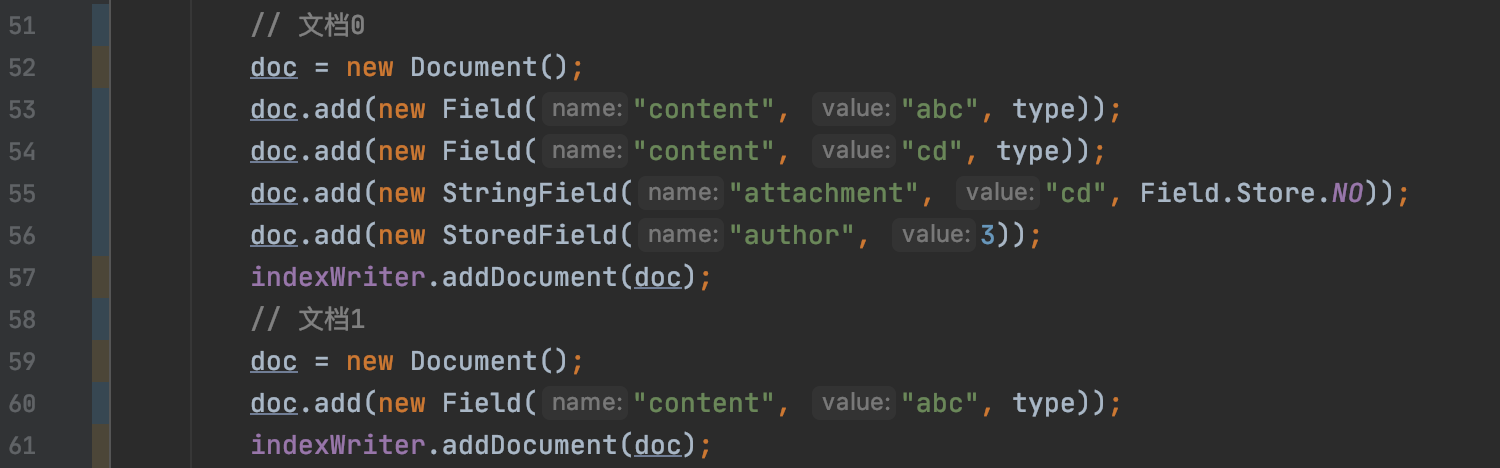 51 // 文档0
52 doc = new Document();
53 doc.add(new Field( name: "content", value: "abc", type));
54 doc.add(new Field( name: "content", value: "cd", type));
55 doc.add(new StringField( name: "attachment", value: "cd", Field.Store.NO));
56 doc.add(new StoredField( name: "author", value: 3));
57 indexWriter.addDocument(doc);
58 // 文档1
59 doc = new Document();
60 doc.add(new Field( name: "content", value: "abc", type));
61 indexWriter.addDocument(doc);